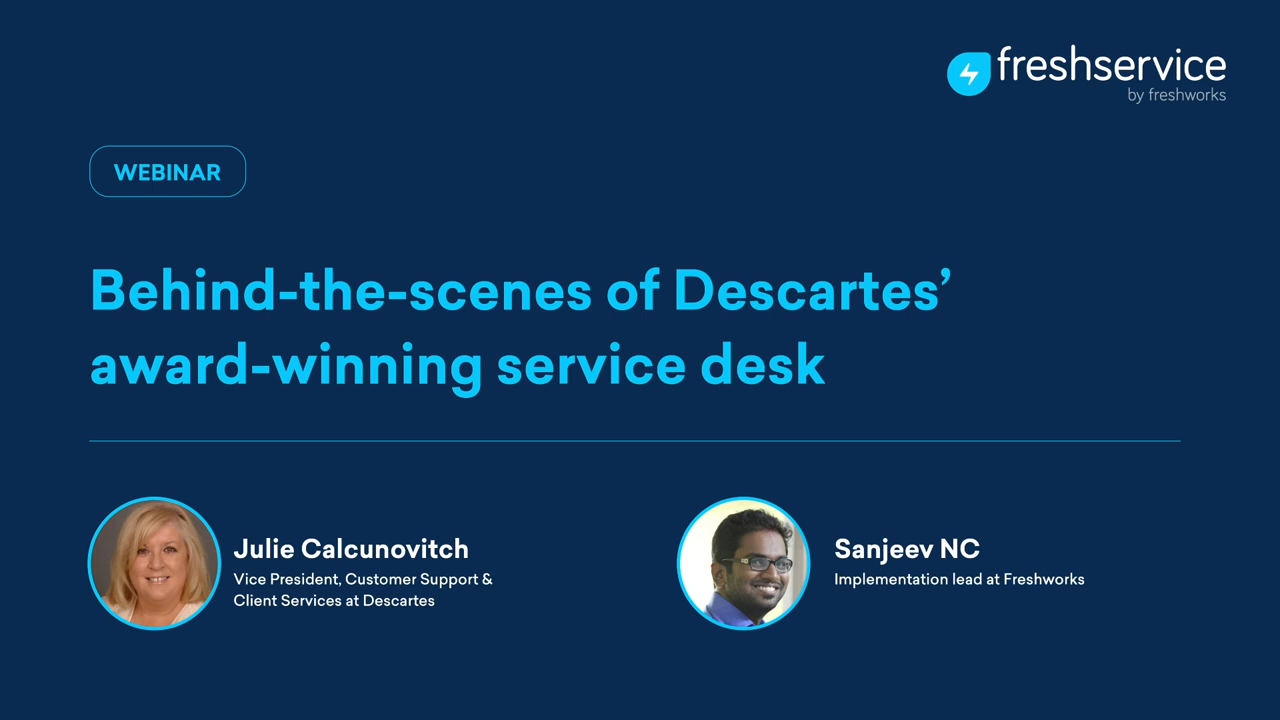 freshservice
by freshworks
WEBINAR
Behind-the-scenes of Descartes’
award-winning service desk
Julie Calcunovitch
Vice President, Customer Support &
Client Services at Descartes
Sanjeev NC
Implementation lead at Freshworks